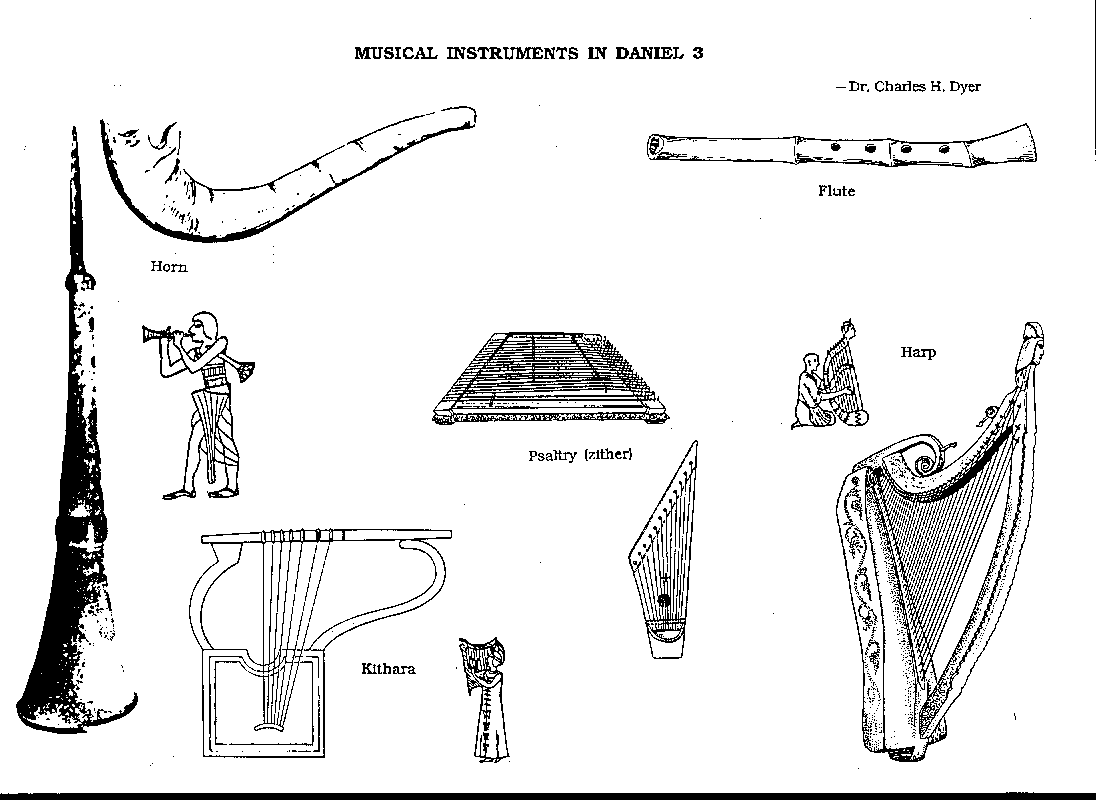 MUSICAL INSTRUMENTS IN DANIEL 3
—Dr. Charles H. Dyer
Flute
Horn
Harp
Psaltry (zither)
Kithara